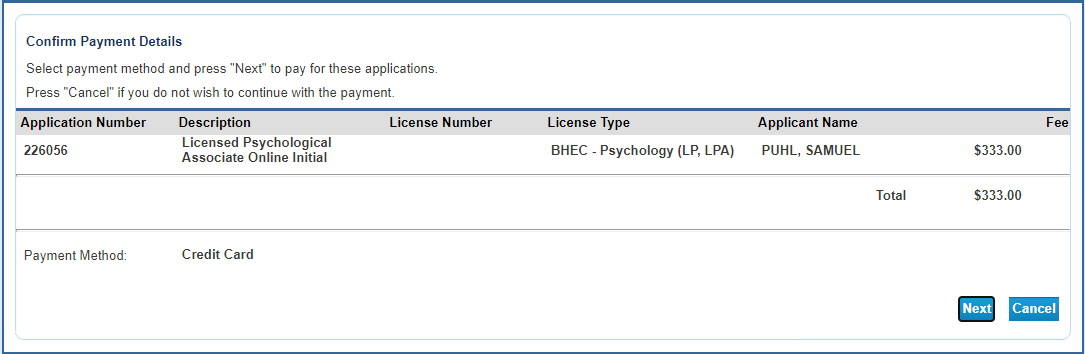 Confirm Payment Details
Select payment method and press "Next" to pay for these applications.
Press "Cancel" if you do not wish to continue with the payment.
Application Number Description License Number License Type Applicant Name Fee
226056 Licensed Psychological Associate Online Initial BHEC - Psychology (LP, LPA) PUHL, SAMUEL $333.00
Total $333.00
Payment Method: Credit Card
Next Cancel